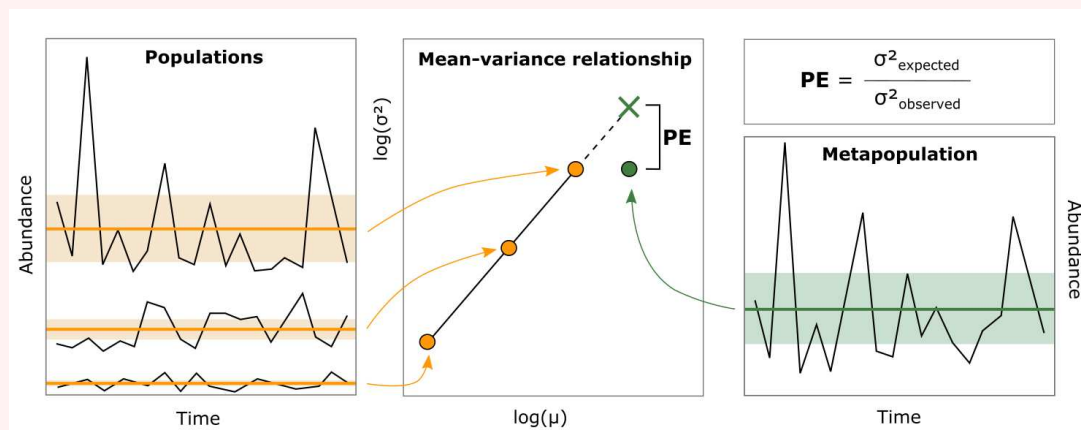 Populations
Abundance
Time
Mean-variance relationship
log(σ²)
PE
log(μ)
PE = σ²expected
σ²observed
Metapopulation
Abundance
Time